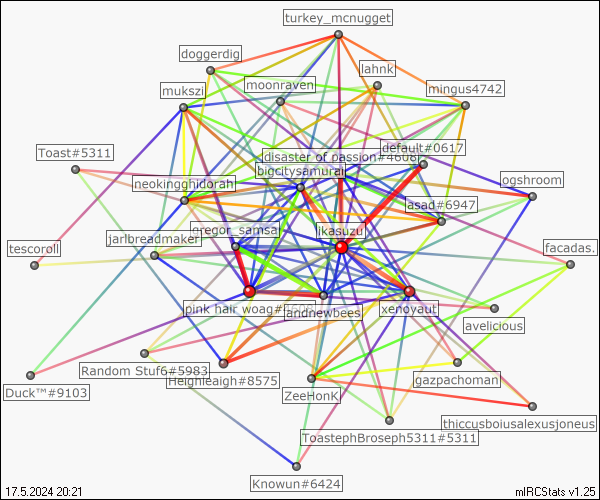 turkey_mcnugget
doggerdig
lahnk
moonraven
mingus4742
mukszi
default#0617
Toast#5311
disaster of passion#4608
bigcitysamurai
neokingghidorah
ogshroom
asad#6947
gregor_samsa
ikasuzu
jarlbreadmaker
tescoroll
facadas.
pink hair woag
andnewbees
xenoyaut
avelicious
Random Stuf6#5983
Heighleaigh#8575
gazpachoman
Duck™#9103
ZeeHonK
thiccusboiusalexusjoneus
ToastephBroseph5311#5311
Knowun#6424
17.5.2024 20:21
mIRCStats v1.25